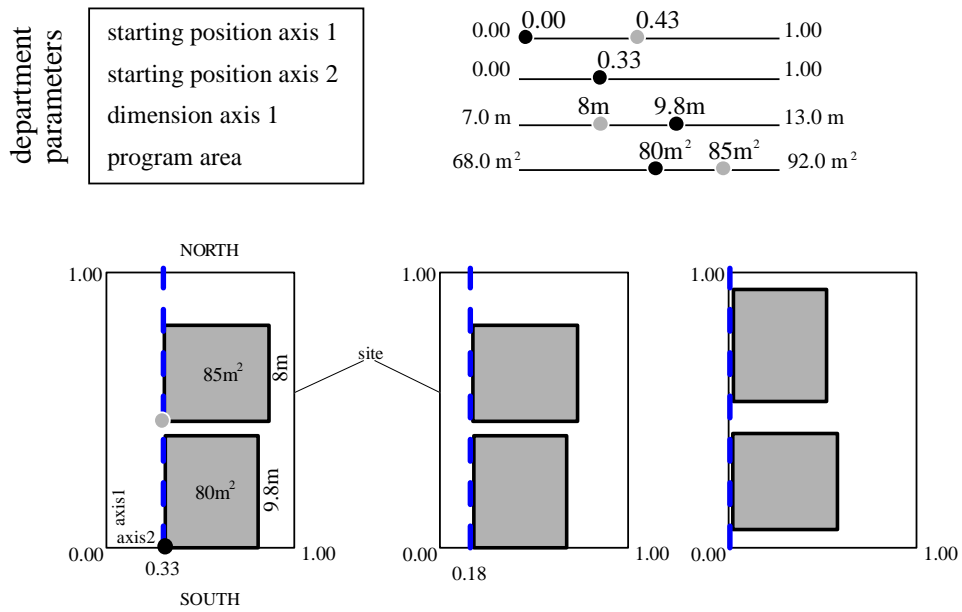 department
parameters
starting position axis 1
starting position axis 2
dimension axis 1
program area
0.00 0.00 0.43 1.00
0.00 0.33 1.00
7.0 m 8m 9.8m 13.0 m
68.0 m² 80m² 85m² 92.0 m²
NORTH
1.00
85m²
8m
80m²
9.8m
axis1
axis2
0.00
1.00
0.33
SOUTH
site
1.00
0.00
1.00
0.18
1.00
0.00
1.00